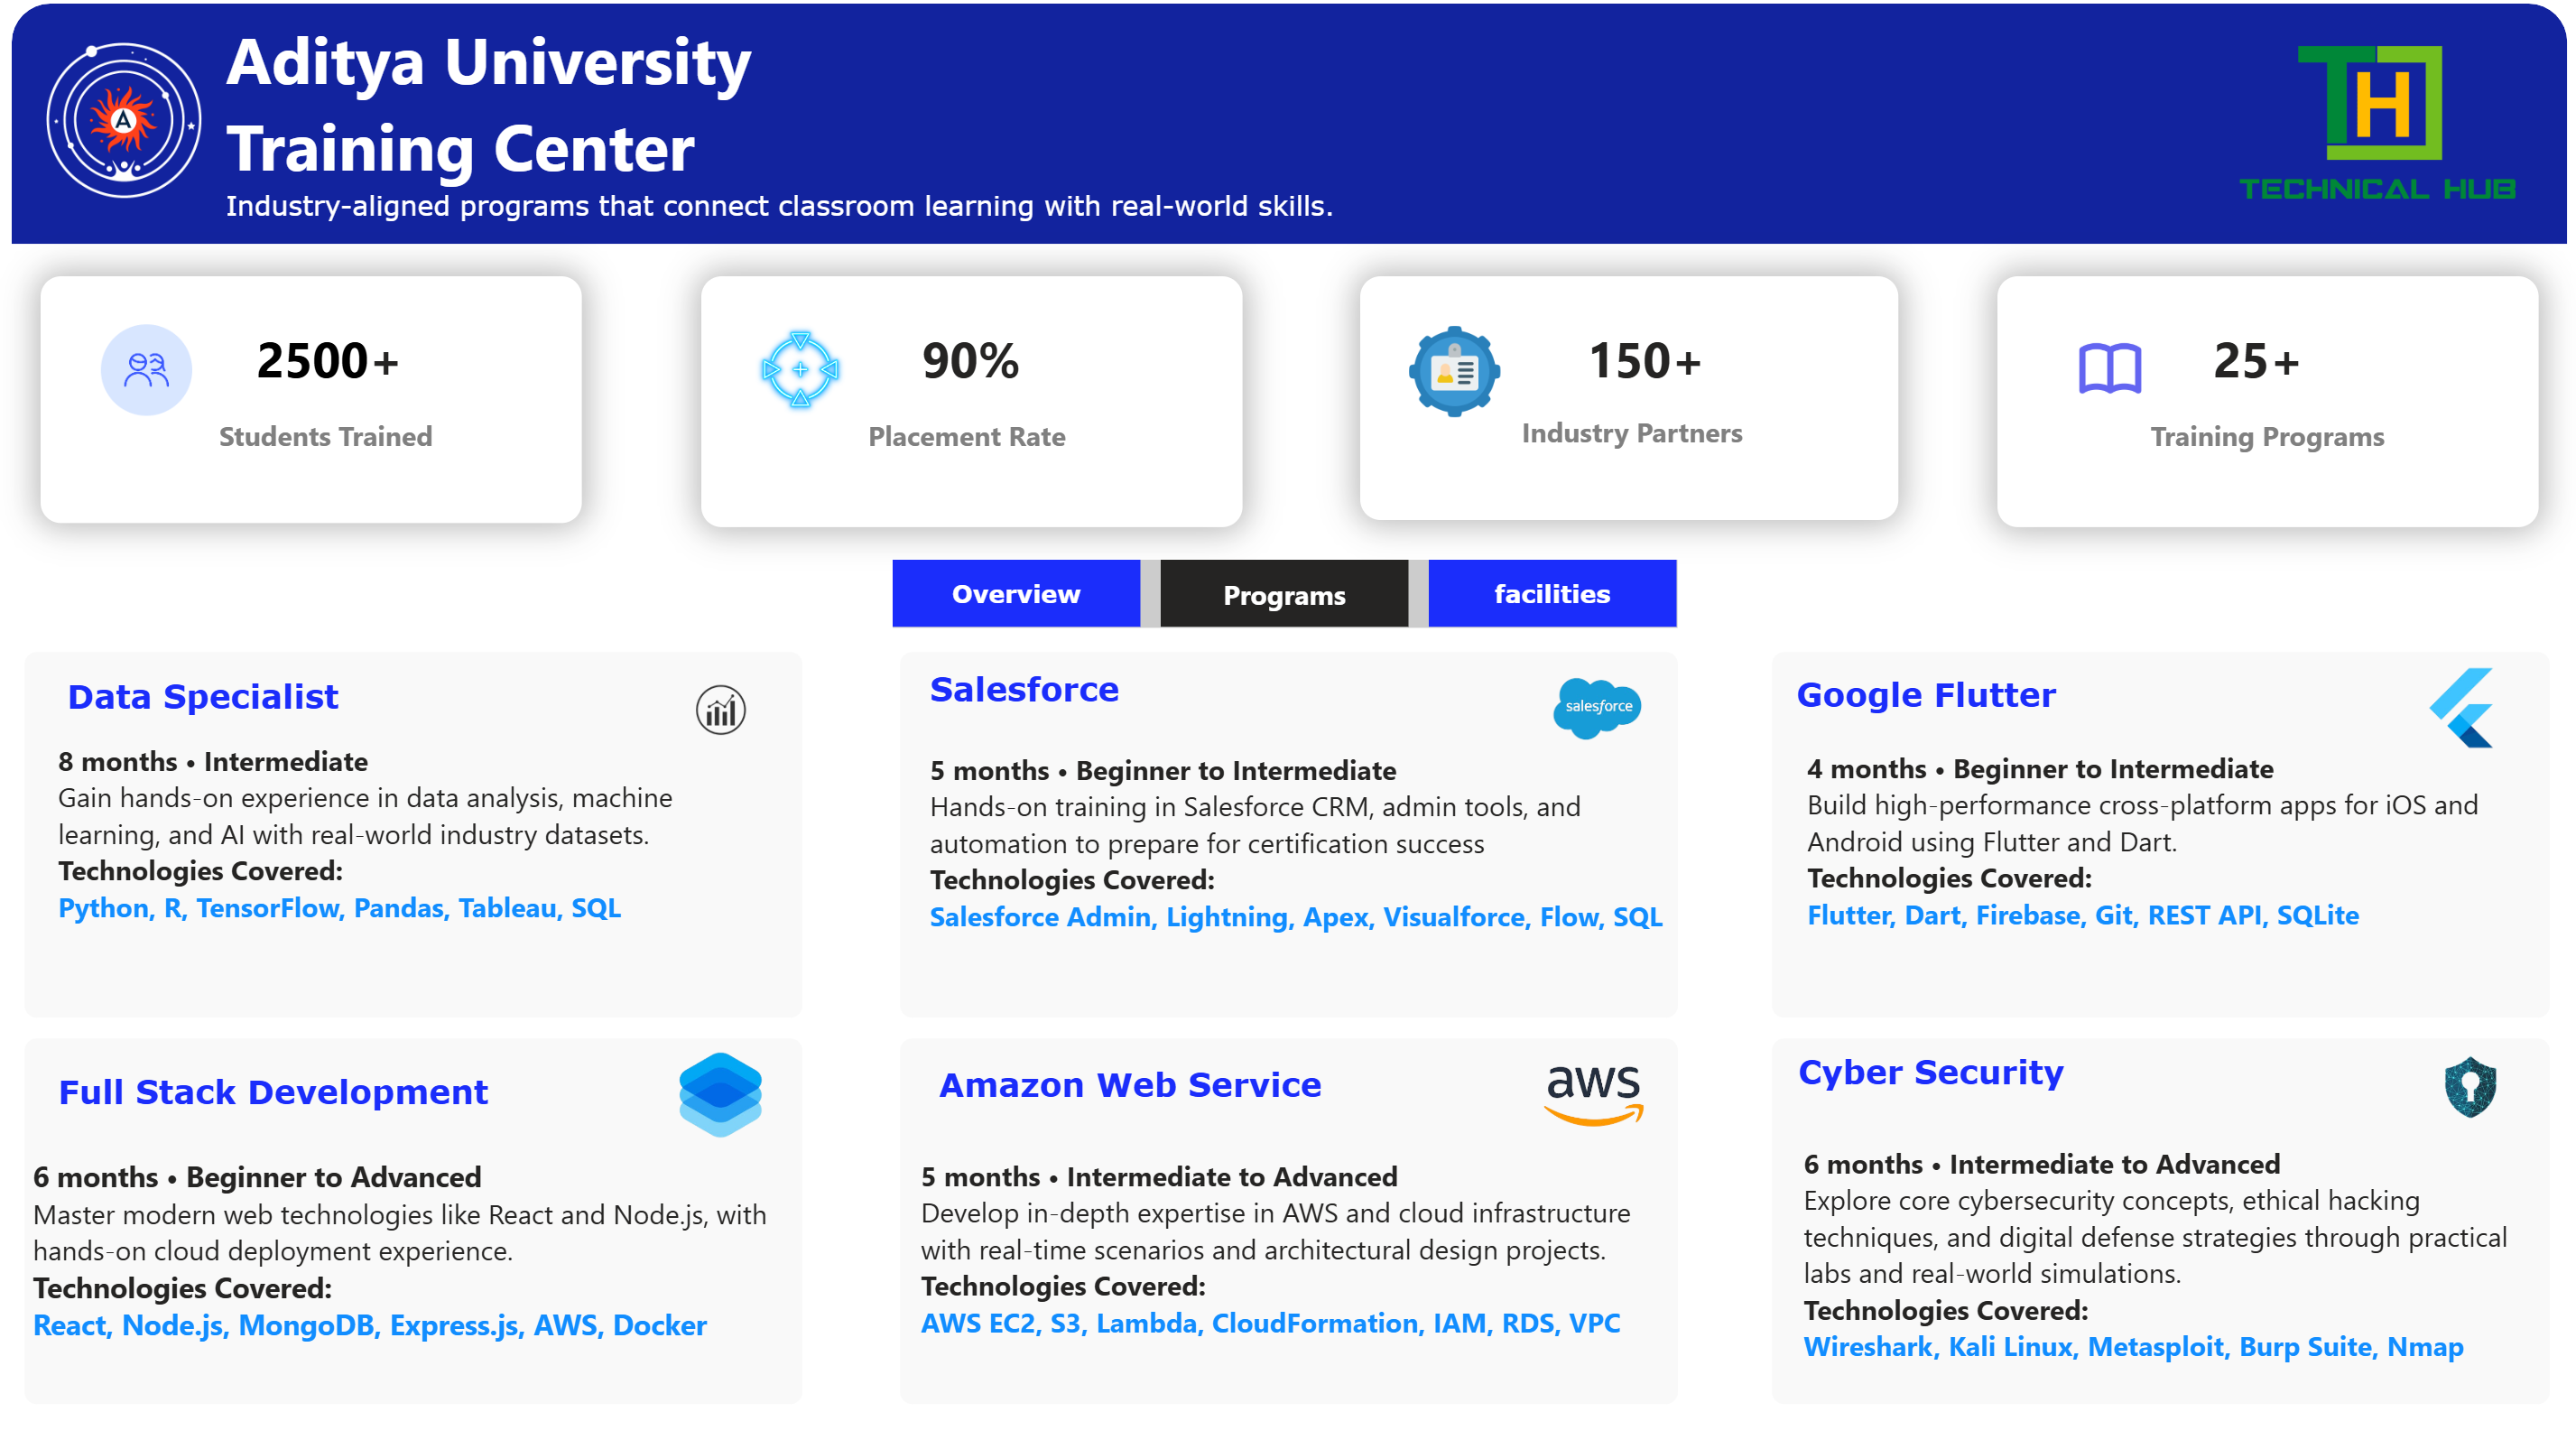 Aditya University
Training Center
Industry-aligned programs that connect classroom learning with real-world skills.
A
TH
TECHNICAL HUB
2500+
Students Trained
90%
Placement Rate
150+
Industry Partners
25+
Training Programs
Overview
Programs
facilities
Data Specialist
8 months • Intermediate
Gain hands-on experience in data analysis, machine
learning, and AI with real-world industry datasets.
Technologies Covered:
Python, R, TensorFlow, Pandas, Tableau, SQL
Salesforce
salesforce
5 months • Beginner to Intermediate
Hands-on training in Salesforce CRM, admin tools, and
automation to prepare for certification success
Technologies Covered:
Salesforce Admin, Lightning, Apex, Visualforce, Flow, SQL
Google Flutter
4 months • Beginner to Intermediate
Build high-performance cross-platform apps for iOS and
Android using Flutter and Dart.
Technologies Covered:
Flutter, Dart, Firebase, Git, REST API, SQLite
Full Stack Development
6 months • Beginner to Advanced
Master modern web technologies like React and Node.js, with
hands-on cloud deployment experience.
Technologies Covered:
React, Node.js, MongoDB, Express.js, AWS, Docker
Amazon Web Service
aws
5 months • Intermediate to Advanced
Develop in-depth expertise in AWS and cloud infrastructure
with real-time scenarios and architectural design projects.
Technologies Covered:
AWS EC2, S3, Lambda, CloudFormation, IAM, RDS, VPC
Cyber Security
6 months • Intermediate to Advanced
Explore core cybersecurity concepts, ethical hacking
techniques, and digital defense strategies through practical
labs and real-world simulations.
Technologies Covered:
Wireshark, Kali Linux, Metasploit, Burp Suite, Nmap